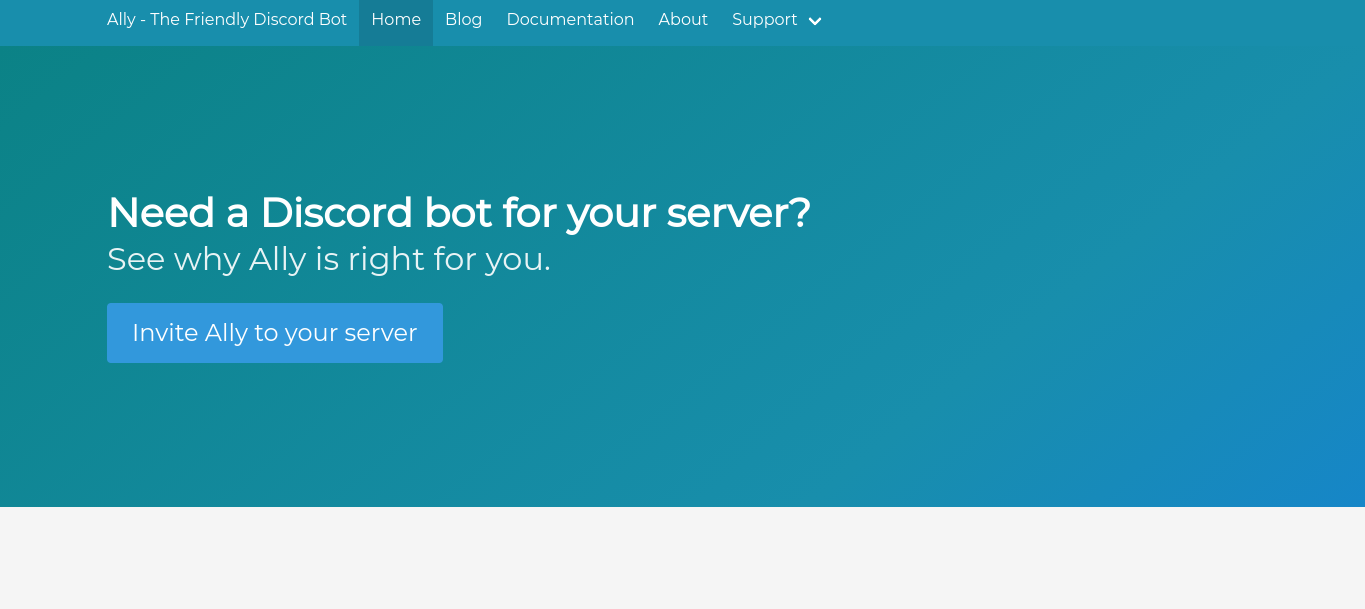 Ally - The Friendly Discord Bot Home Blog Documentation About Support
Need a Discord bot for your server?
See why Ally is right for you.
Invite Ally to your server